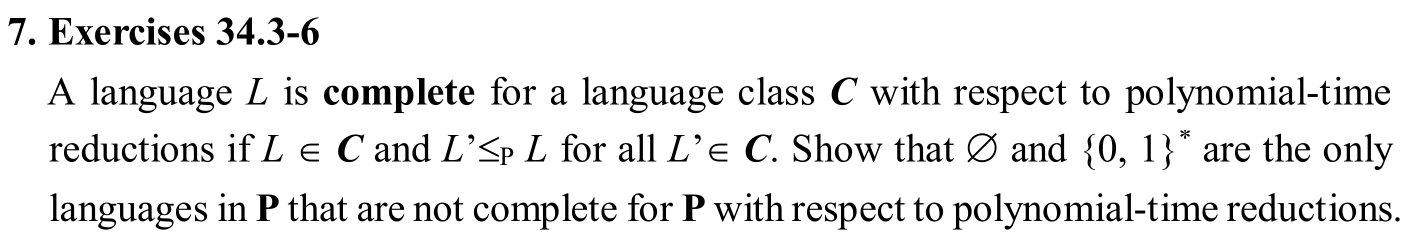 7. Exercises 34.3-6
A language L is complete for a language class C with respect to polynomial-time
reductions if L ∈ C and L’≤P L for all L’∈ C. Show that ∅ and {0, 1}* are the only
languages in P that are not complete for P with respect to polynomial-time reductions.